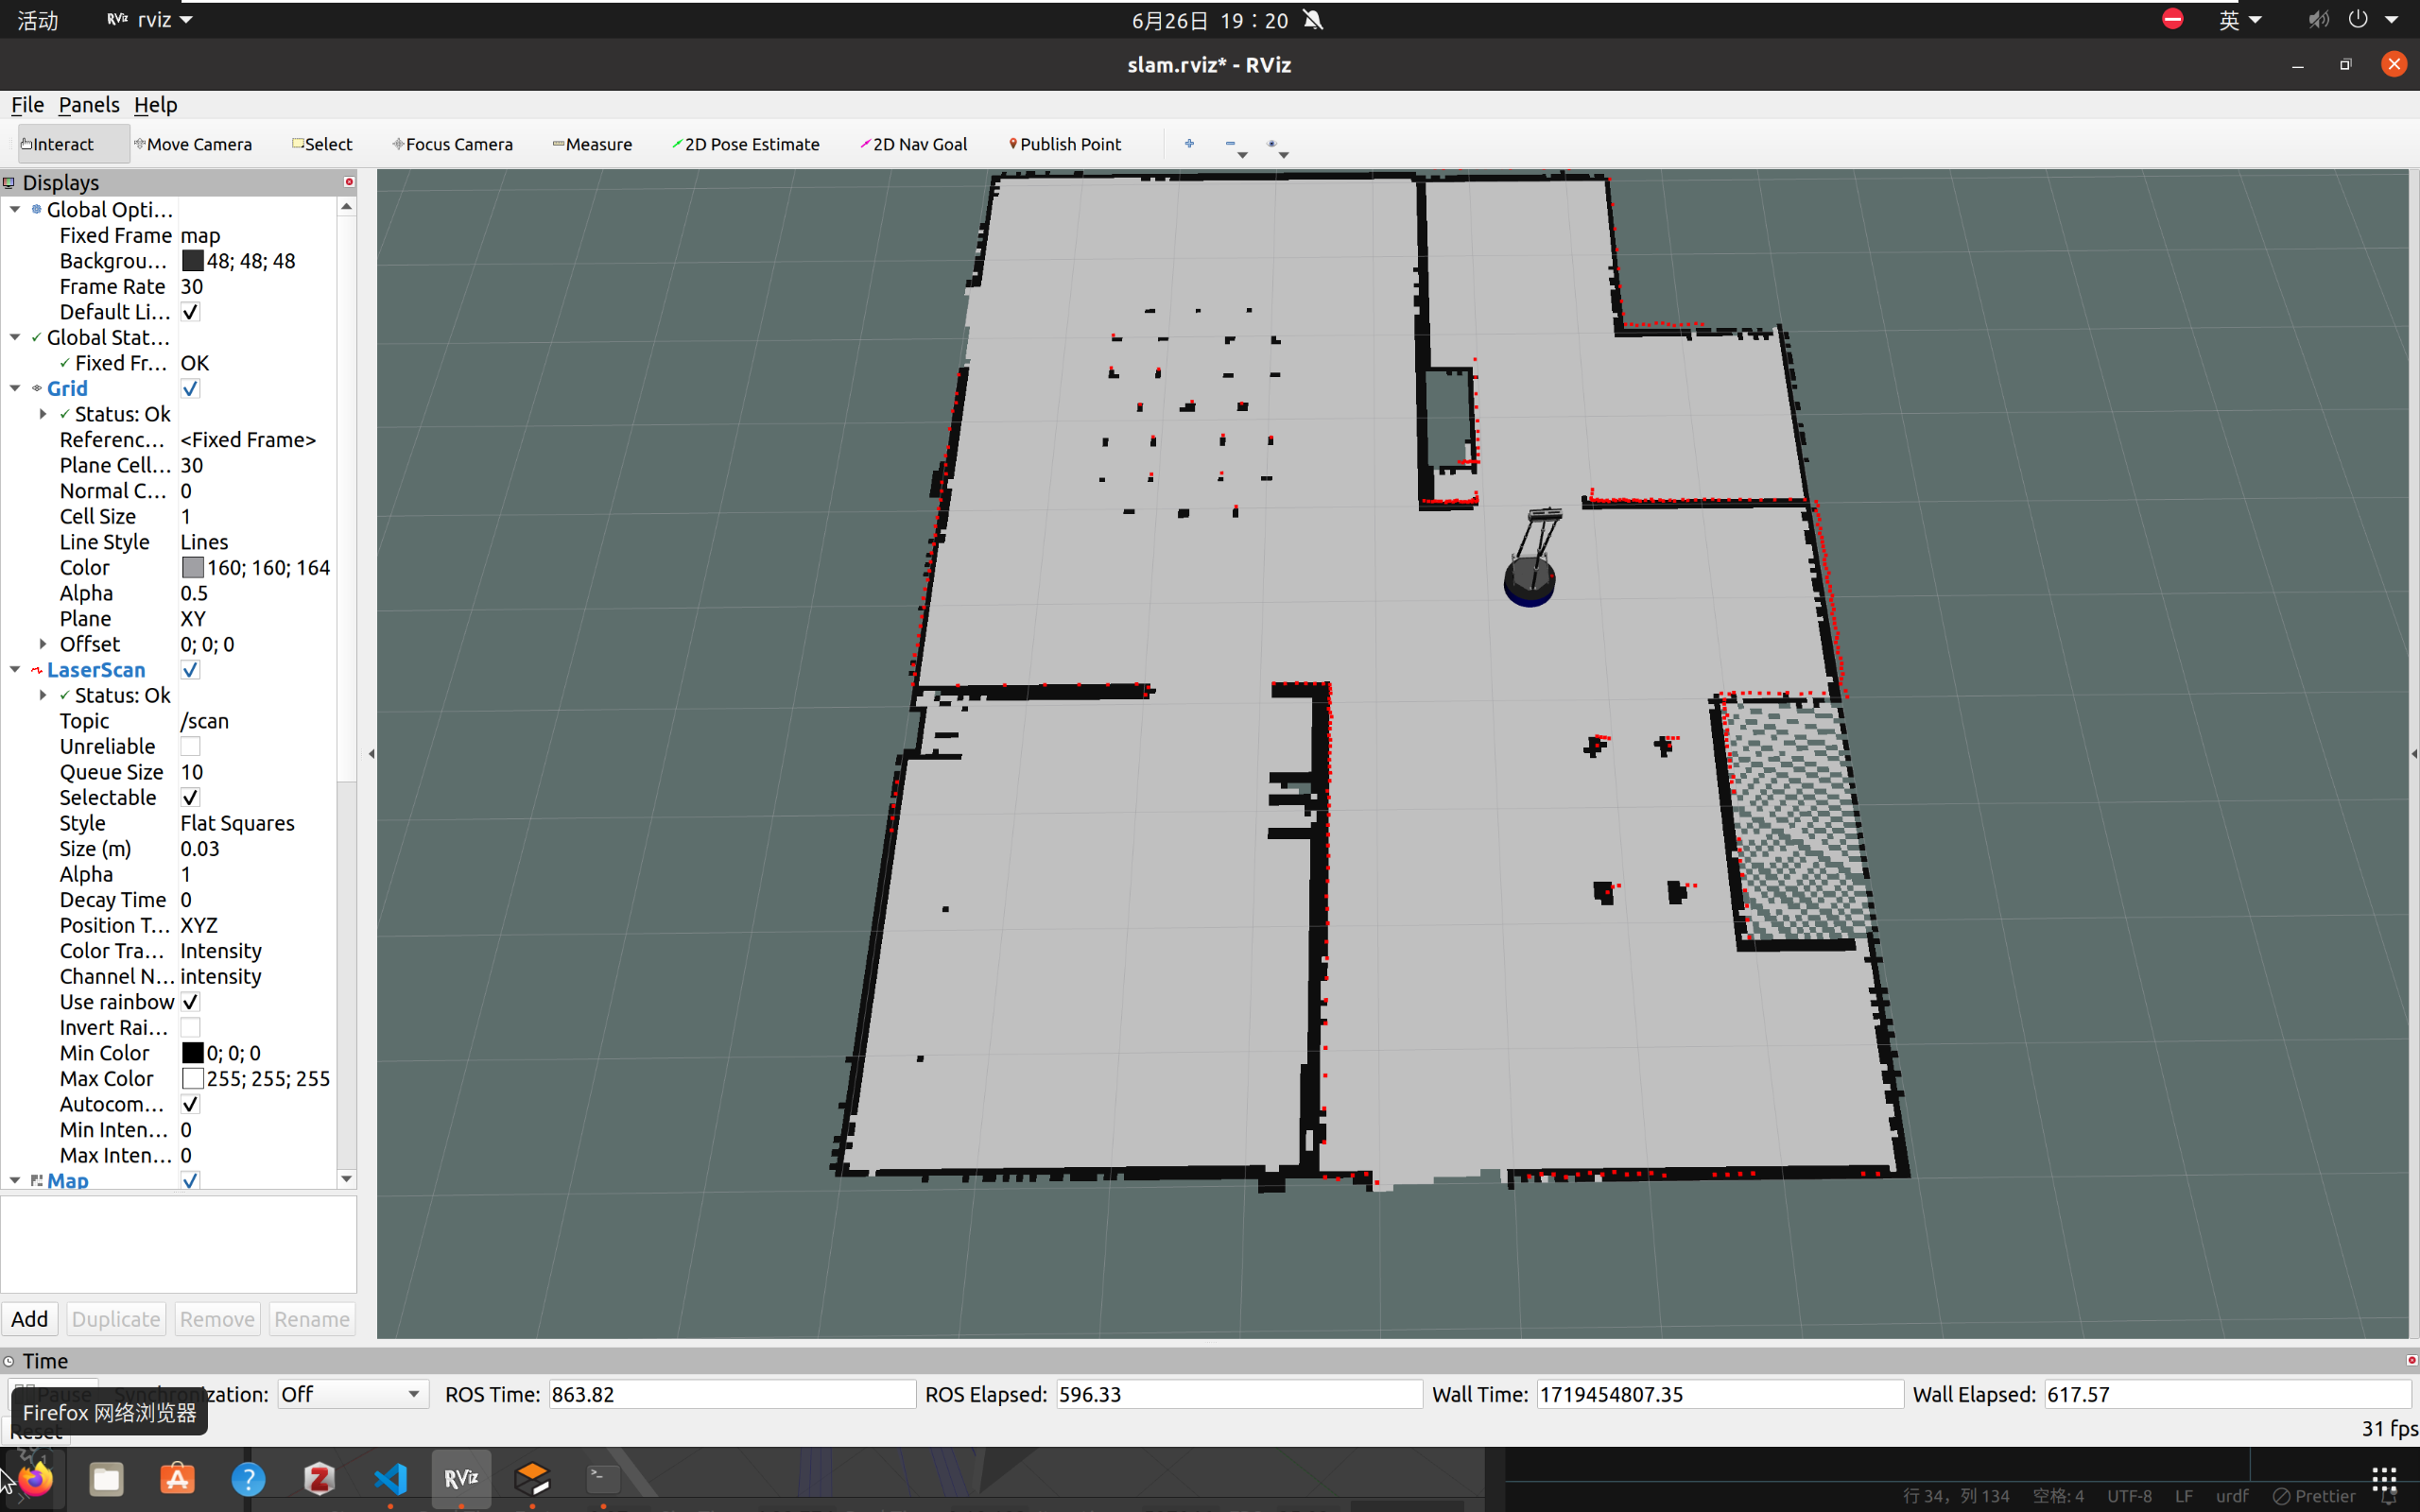 活动 RViz rviz 6月26日 19：20 英
slam.rviz* - RViz
File Panels Help
Interact Move Camera Select Focus Camera Measure 2D Pose Estimate 2D Nav Goal Publish Point
Displays
Global Opti...
Fixed Frame map
Backgrou... 48; 48; 48
Frame Rate 30
Default Li...
Global Stat...
Fixed Fr... OK
Grid
Status: Ok
Referenc... <Fixed Frame>
Plane Cell... 30
Normal C... 0
Cell Size 1
Line Style Lines
Color 160; 160; 164
Alpha 0.5
Plane XY
Offset 0; 0; 0
LaserScan
Status: Ok
Topic /scan
Unreliable
Queue Size 10
Selectable
Style Flat Squares
Size (m) 0.03
Alpha 1
Decay Time 0
Position T... XYZ
Color Tra... Intensity
Channel N... intensity
Use rainbow
Invert Rai...
Min Color 0; 0; 0
Max Color 255; 255; 255
Autocom...
Min Inten... 0
Max Inten... 0
Map
Add Duplicate Remove Rename
Time
Pause Synchronization: Off ROS Time: 863.82 ROS Elapsed: 596.33 Wall Time: 1719454807.35 Wall Elapsed: 617.57
Firefox 网络浏览器
Reset 31 fps
RViz
行 34，列 134 空格: 4 UTF-8 LF urdf Prettier